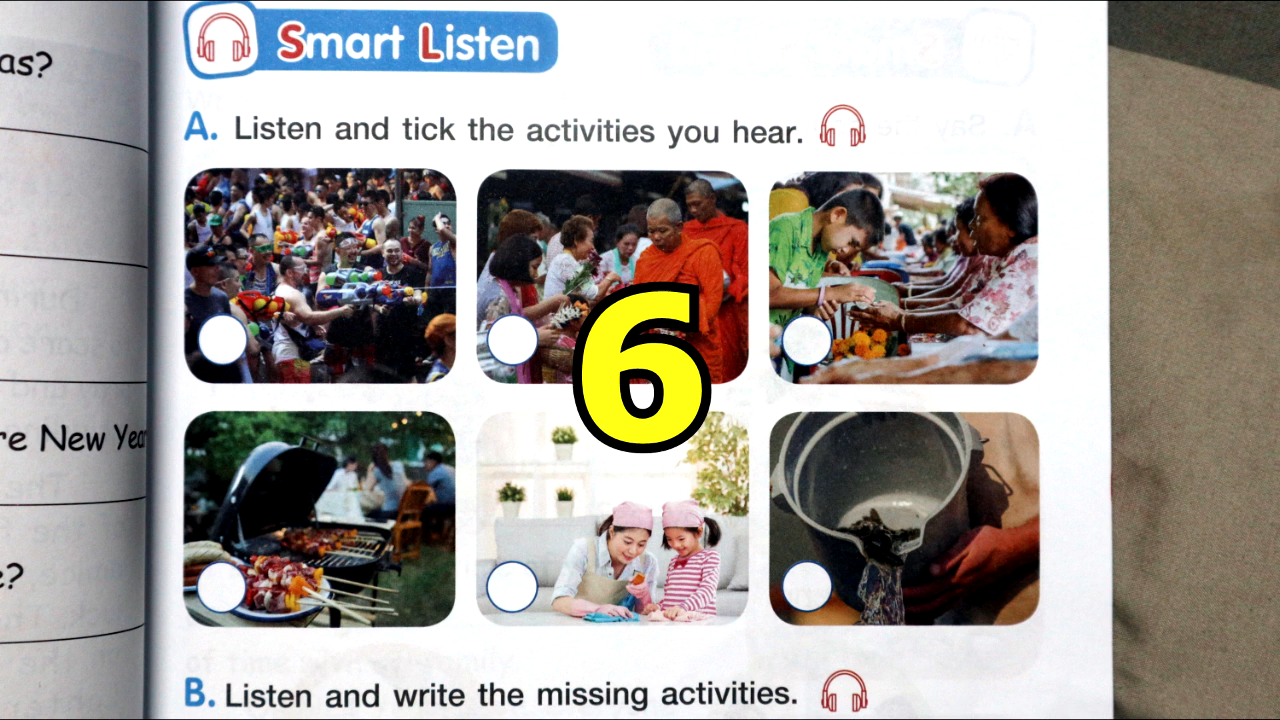 as?
re New Year
e?
Smart Listen
A. Listen and tick the activities you hear.
6
B. Listen and write the missing activities.